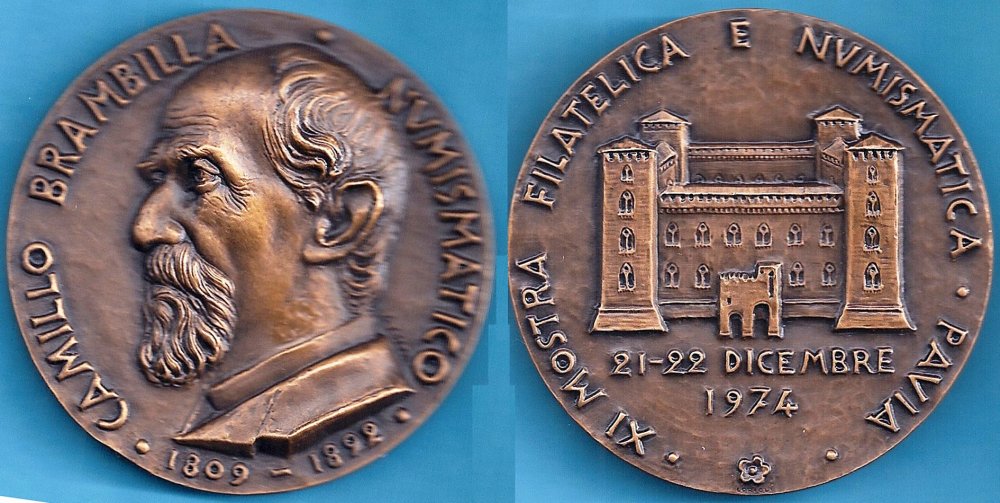 CAMILLO BRAMBILLA • NVMISMATICO
• 1809 – 1892 •
XI MOSTRA FILATELICA E NVMISMATICA • PAVIA
21-22 DICEMBRE
1974